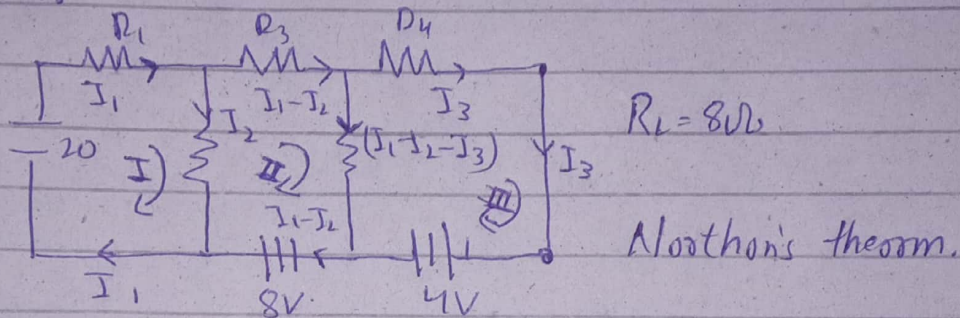 R1 R3 R4
I1 I1-I2 I3
I2 (I1-I2-I3) RL=8Ω
20 I II I3
I1-I2 III
Noothon's theorm.
I1 8V. 4V